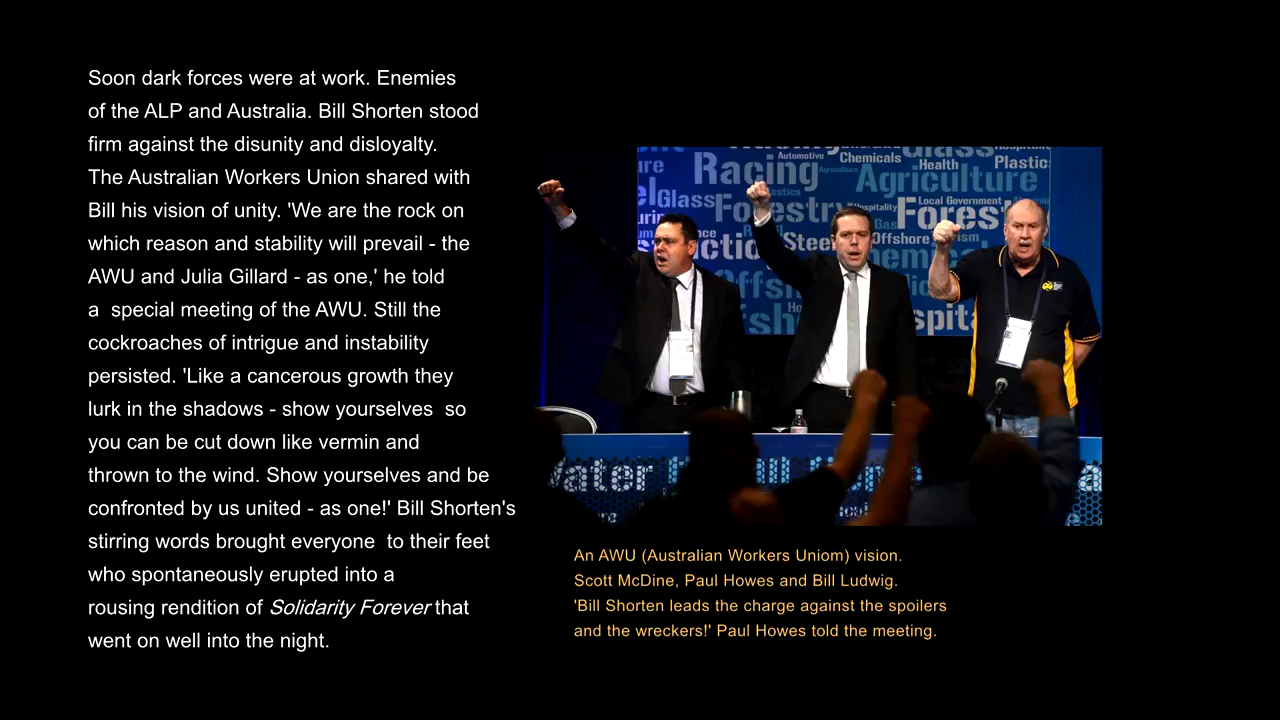 Soon dark forces were at work. Enemies
of the ALP and Australia. Bill Shorten stood
firm against the disunity and disloyalty.
The Australian Workers Union shared with
Bill his vision of unity. 'We are the rock on
which reason and stability will prevail - the
AWU and Julia Gillard - as one,' he told
a  special meeting of the AWU. Still the
cockroaches of intrigue and instability
persisted. 'Like a cancerous growth they
lurk in the shadows - show yourselves  so
you can be cut down like vermin and
thrown to the wind. Show yourselves and be
confronted by us united - as one!' Bill Shorten's
stirring words brought everyone  to their feet
who spontaneously erupted into a
rousing rendition of Solidarity Forever that
went on well into the night.
Racing
Automotive
Chemicals
Glass
Health
Plastic
Agriculture
Agriculture
Glass
Forestry
Hospitality
Local Government
Gas
Forest
Steel
Offshore
An AWU (Australian Workers Uniom) vision.
Scott McDine, Paul Howes and Bill Ludwig.
'Bill Shorten leads the charge against the spoilers
and the wreckers!' Paul Howes told the meeting.